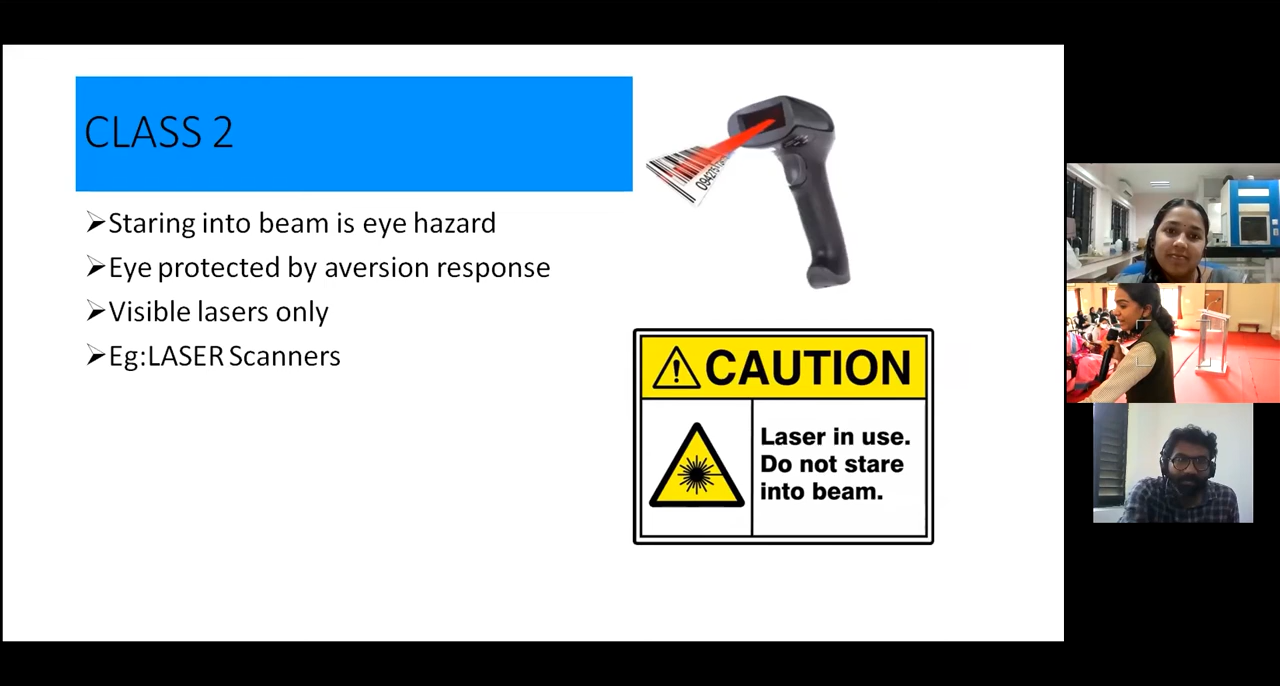 CLASS 2
➢Staring into beam is eye hazard
➢Eye protected by aversion response
➢Visible lasers only
➢Eg:LASER Scanners
CAUTION
Laser in use.
Do not stare
into beam.